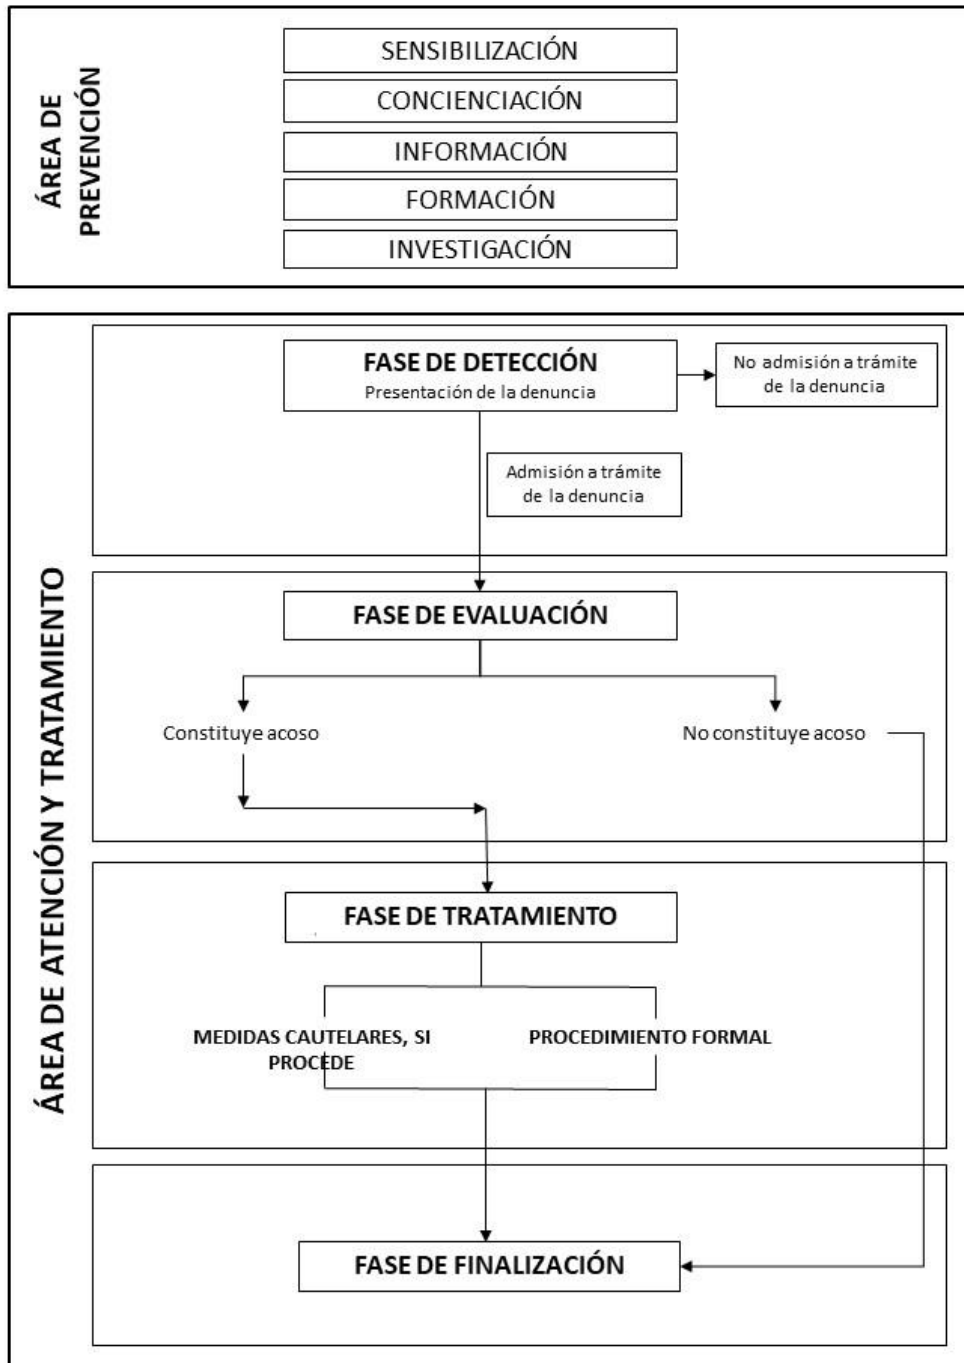 ÁREA DE
PREVENCIÓN
SENSIBILIZACIÓN
CONCIENCIACIÓN
INFORMACIÓN
FORMACIÓN
INVESTIGACIÓN
ÁREA DE ATENCIÓN Y TRATAMIENTO
FASE DE DETECCIÓN
Presentación de la denuncia
No admisión a trámite
de la denuncia
Admisión a trámite
de la denuncia
FASE DE EVALUACIÓN
Constituye acoso
No constituye acoso
FASE DE TRATAMIENTO
MEDIDAS CAUTELARES, SI
PROCEDE
PROCEDIMIENTO FORMAL
FASE DE FINALIZACIÓN